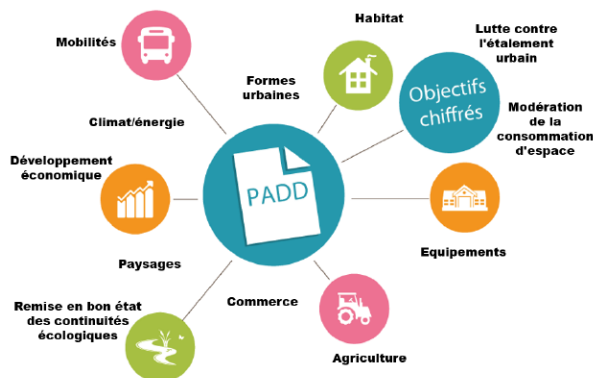 Habitat
Mobilités
Lutte contre
l'étalement
urbain
Formes
urbaines
Objectifs
chiffrés
Climat/énergie
Modération
de la
consommation
d'espace
Développement
économique
PADD
Equipements
Paysages
Commerce
Remise en bon état
des continuités
écologiques
Agriculture